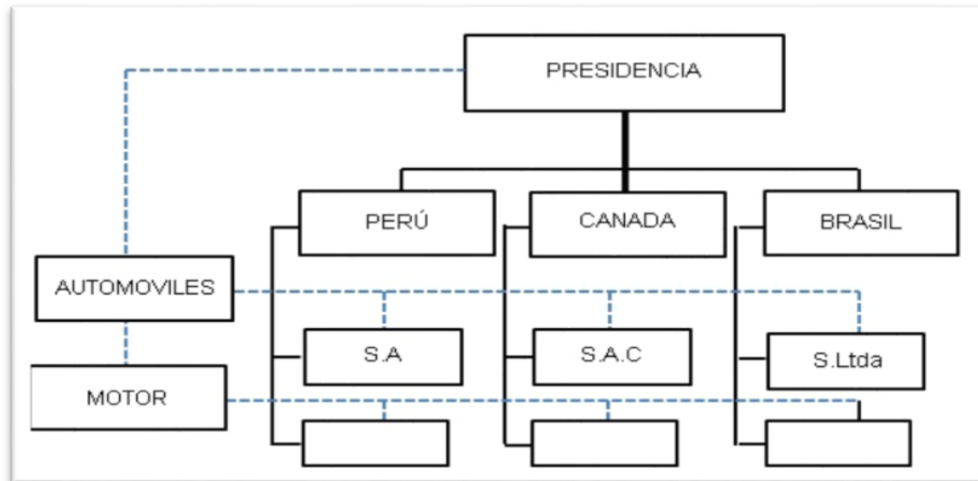 PRESIDENCIA
PERÚ
CANADA
BRASIL
AUTOMOVILES
S.A
S.A.C
S.Ltda
MOTOR